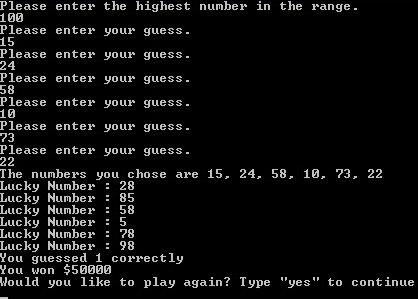 Please enter the highest number in the range.
100
Please enter your guess.
15
Please enter your guess.
24
Please enter your guess.
58
Please enter your guess.
10
Please enter your guess.
73
Please enter your guess.
22
The numbers you chose are 15, 24, 58, 10, 73, 22
Lucky Number : 28
Lucky Number : 85
Lucky Number : 58
Lucky Number : 5
Lucky Number : 78
Lucky Number : 98
You guessed 1 correctly
You won $50000
Would you like to play again? Type "yes" to continue